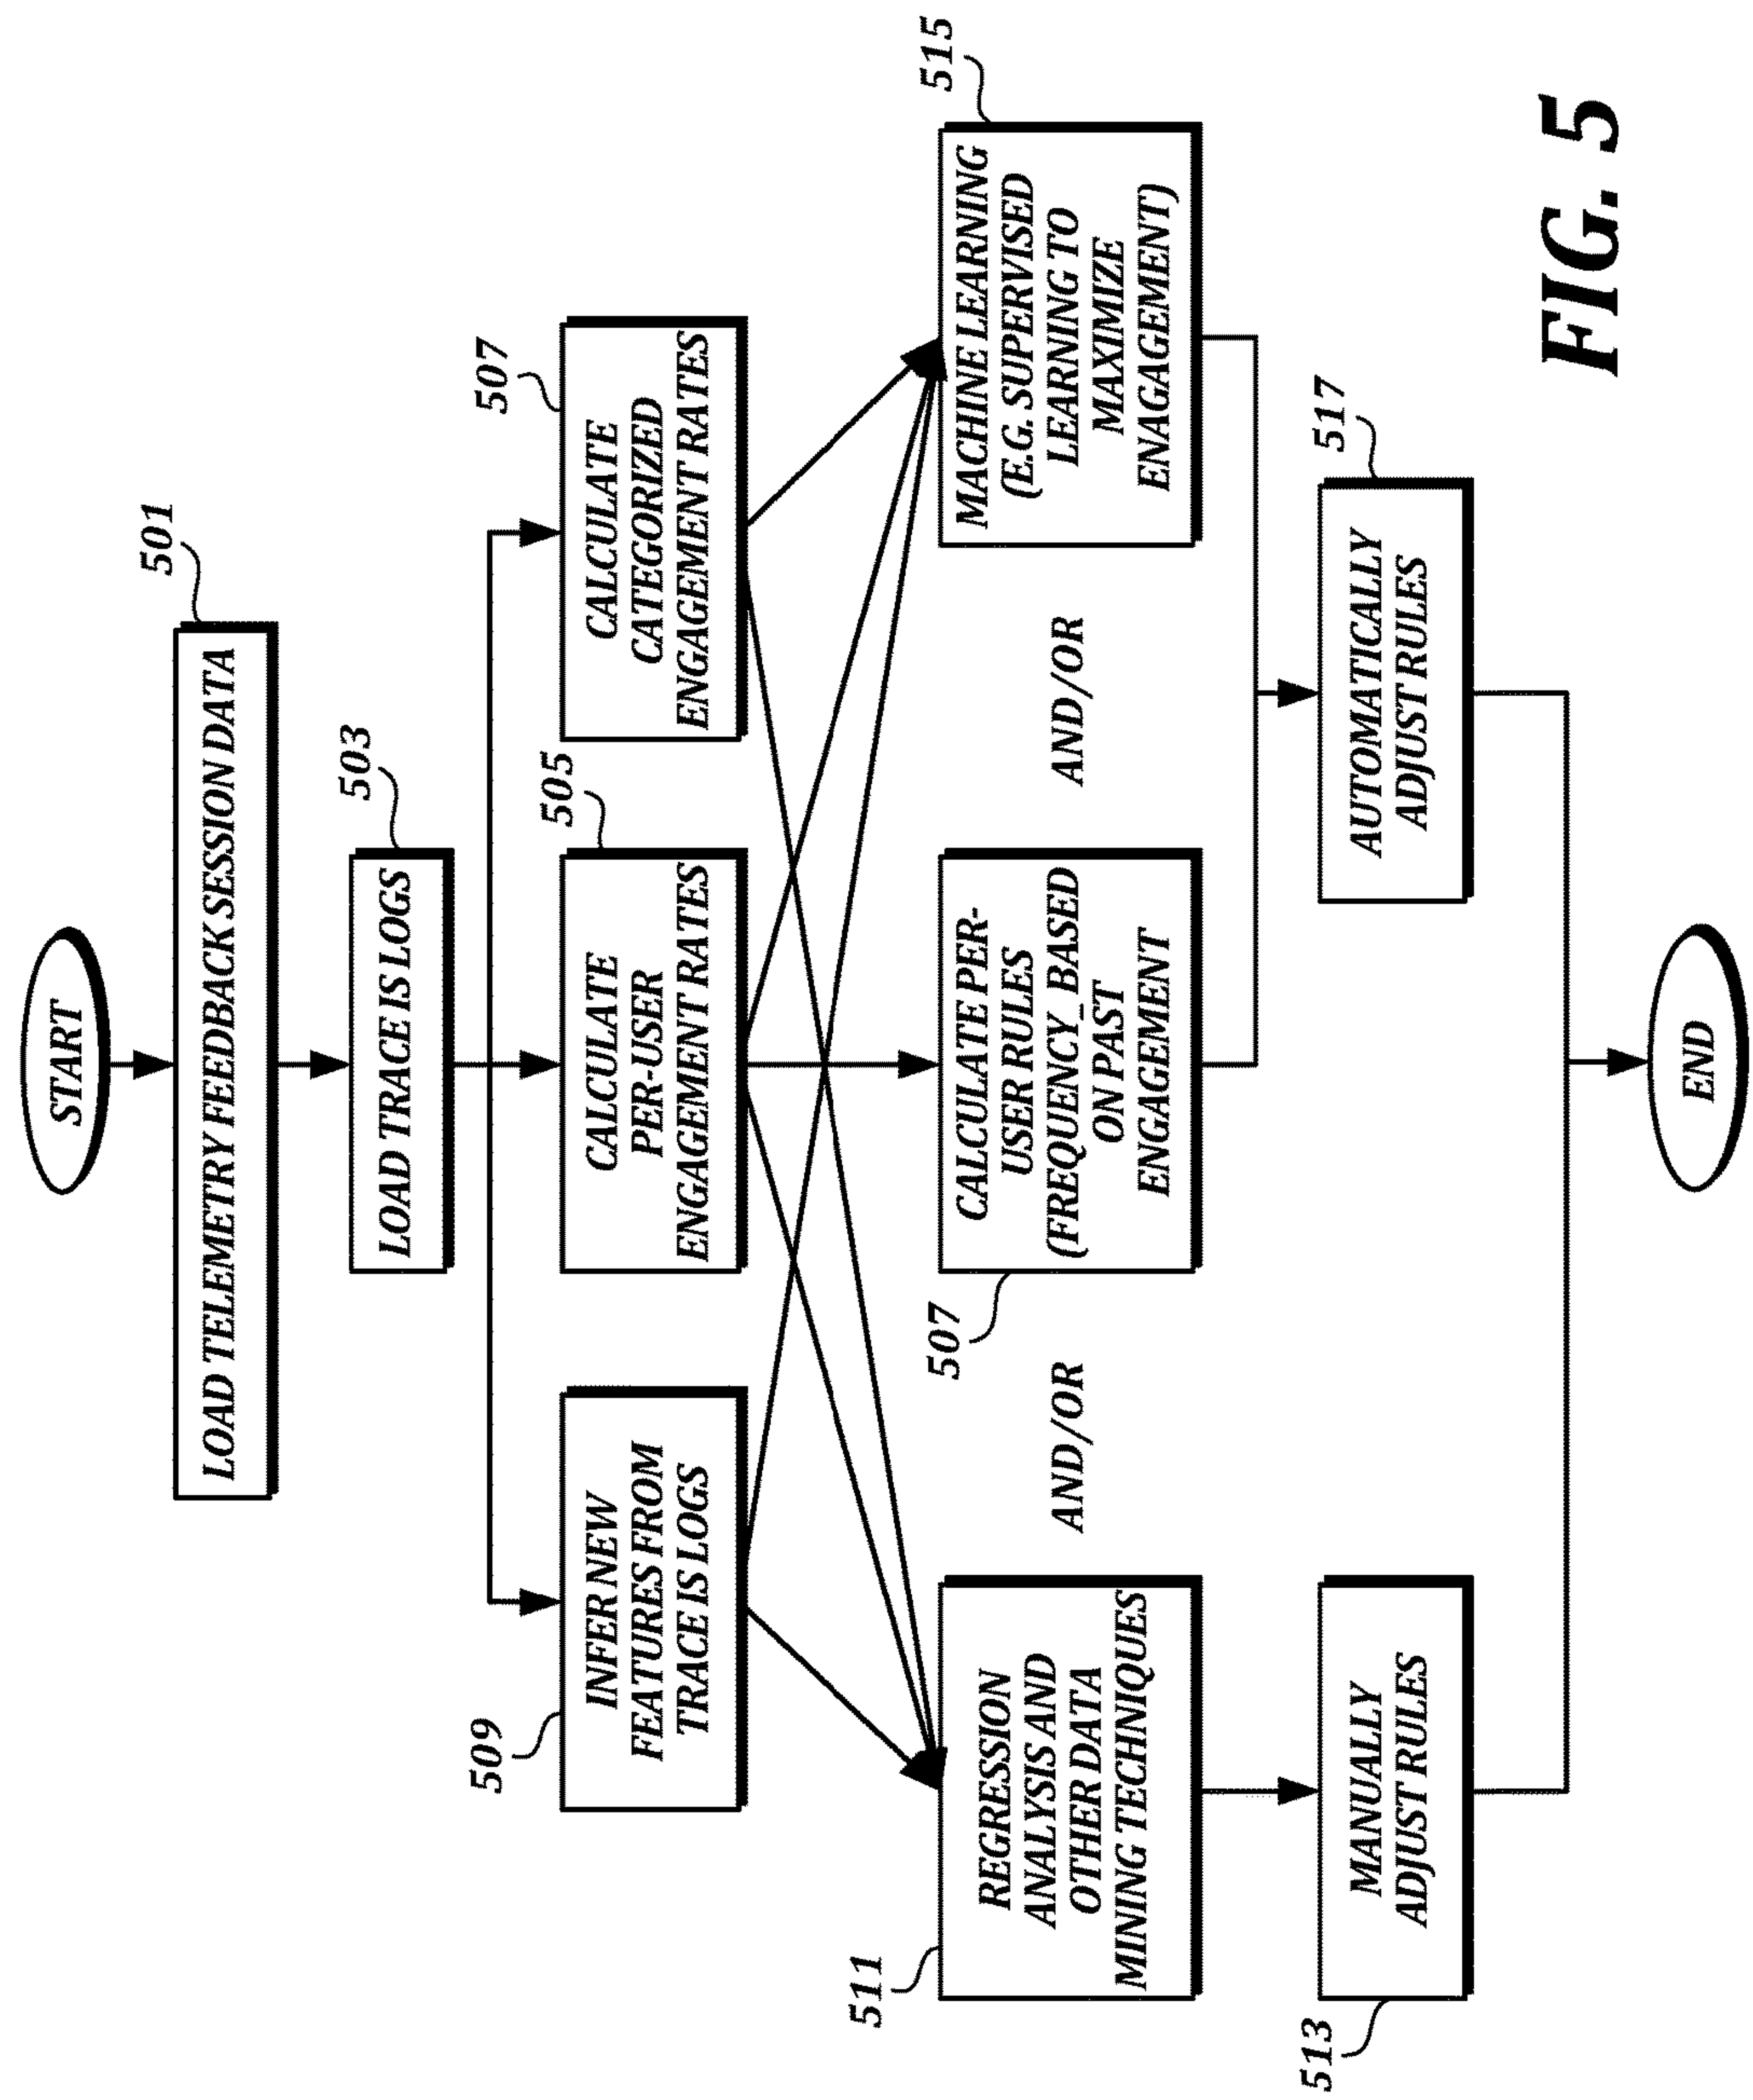 START
501
LOAD TELEMETRY FEEDBACK SESSION DATA
503
LOAD TRACE IS LOGS
509
INFER NEW
FEATURES FROM
TRACE IS LOGS
505
CALCULATE
PER-USER
ENGAGEMENT RATES
507
CALCULATE
CATEGORIZED
ENGAGEMENT RATES
511
REGRESSION
ANALYSIS AND
OTHER DATA
MINING TECHNIQUES
AND/OR
507
CALCULATE PER-
USER RULES
(FREQUENCY_BASED
ON PAST
ENGAGEMENT
AND/OR
515
MACHINE LEARNING
(E.G. SUPERVISED
LEARNING TO
MAXIMIZE
ENAGAGEMENT)
513
MANUALLY
ADJUST RULES
517
AUTOMATICALLY
ADJUST RULES
END
FIG. 5